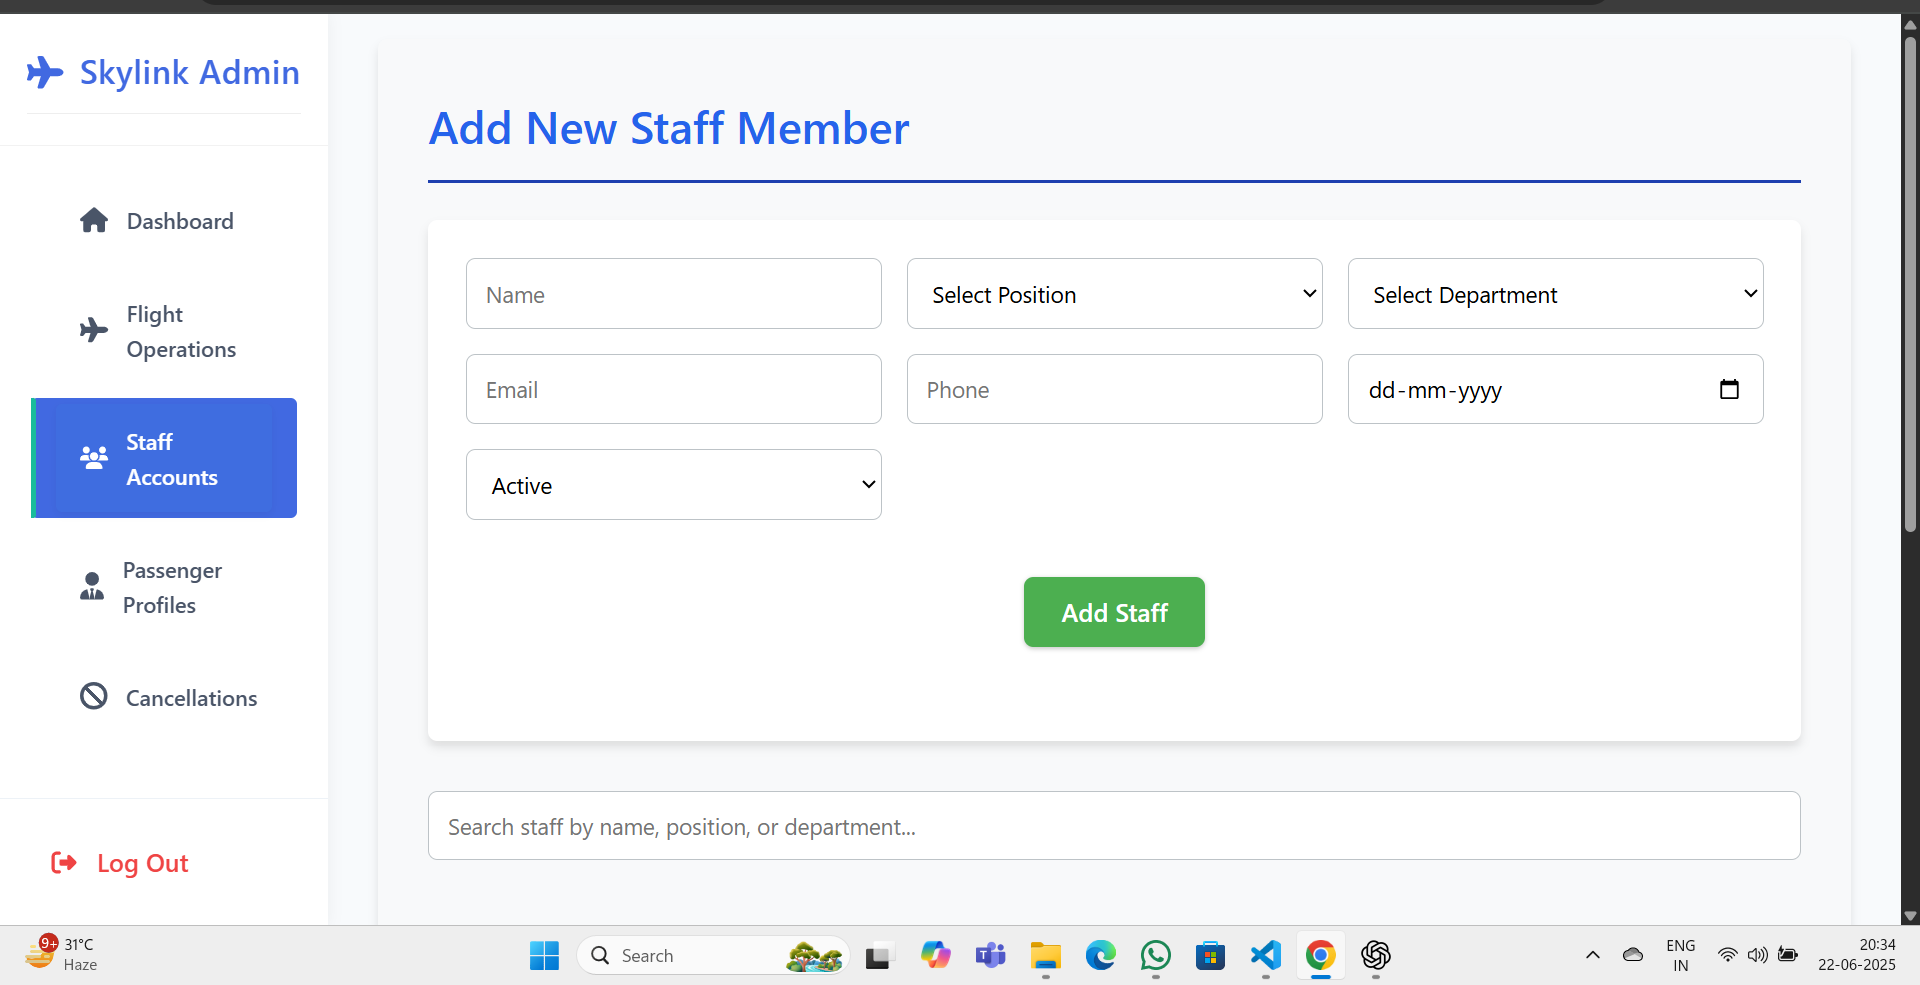 Skylink Admin
Dashboard
Flight
Operations
Staff
Accounts
Passenger
Profiles
Cancellations
Log Out
Add New Staff Member
Name
Select Position
Select Department
Email
Phone
dd-mm-yyyy
Active
Add Staff
Search staff by name, position, or department...
9+
31°C
Haze
Search
T
ENG
IN
20:34
22-06-2025